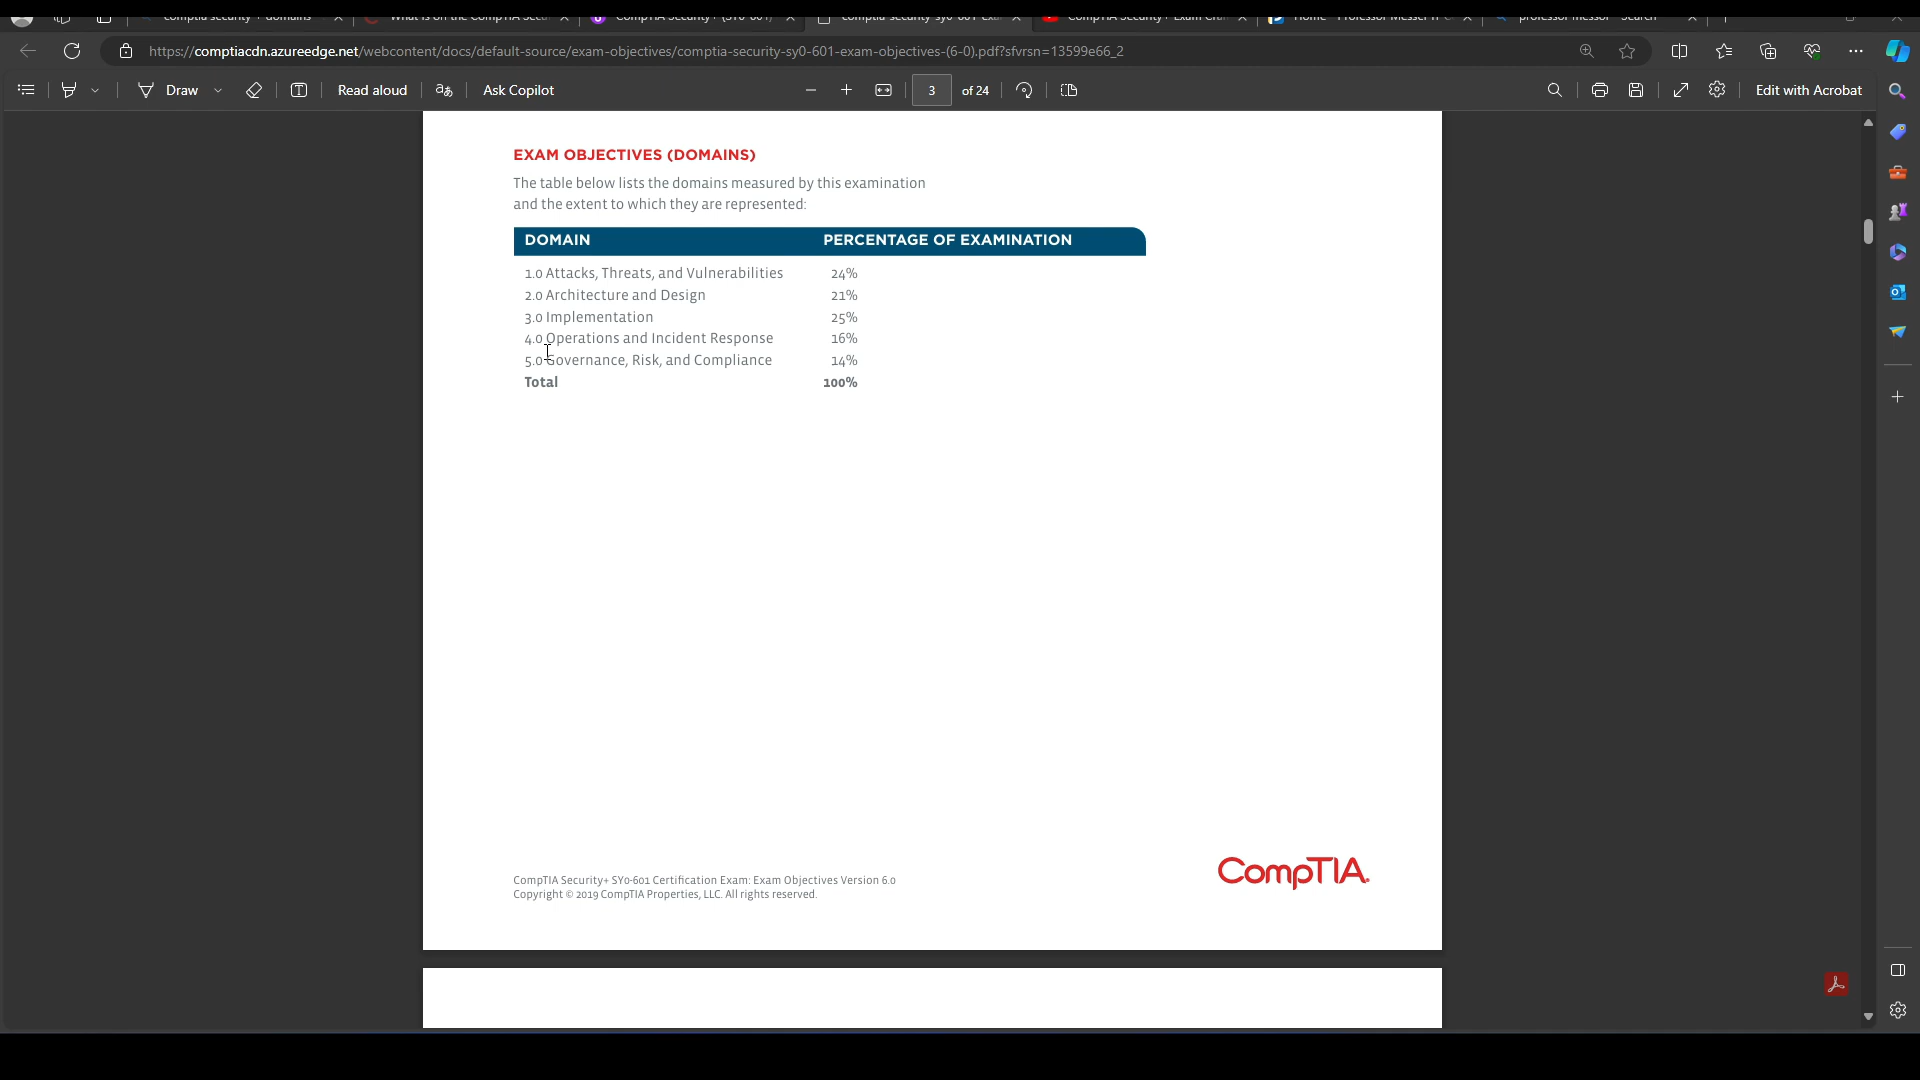 https://comptiacdn.azureedge.net/webcontent/docs/default-source/exam-objectives/comptia-security-sy0-601-exam-objectives-(6-0).pdf?sfvrsn=13599e66_2
Draw Read aloud aあ Ask Copilot 3 of 24 Edit with Acrobat
EXAM OBJECTIVES (DOMAINS)
The table below lists the domains measured by this examination
and the extent to which they are represented:
DOMAIN PERCENTAGE OF EXAMINATION
1.0 Attacks, Threats, and Vulnerabilities 24%
2.0 Architecture and Design 21%
3.0 Implementation 25%
4.0 Operations and Incident Response 16%
5.0 Governance, Risk, and Compliance 14%
Total 100%
CompTIA Security+ SY0-601 Certification Exam: Exam Objectives Version 6.0
Copyright © 2019 CompTIA Properties, LLC. All rights reserved.
CompTIA.